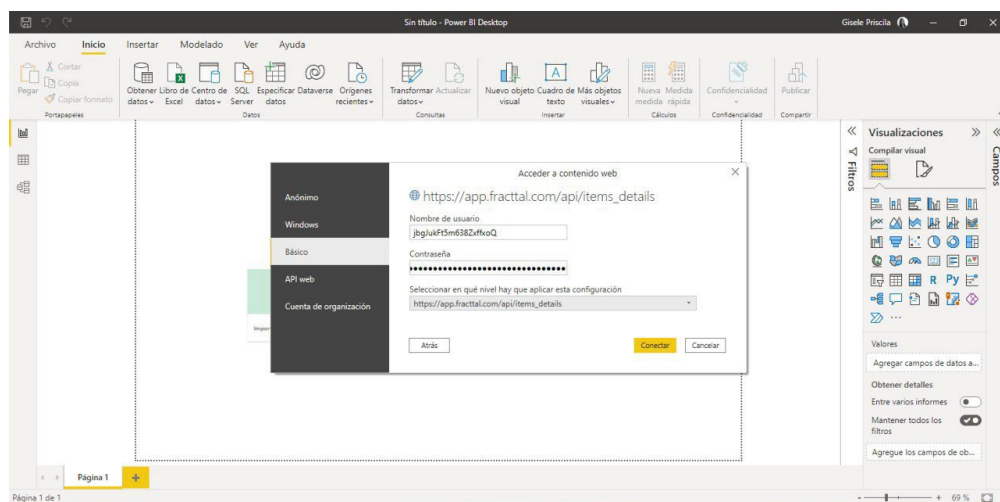 Sin título - Power BI Desktop
Gisele Priscila
Archivo Inicio Insertar Modelado Ver Ayuda
Pegar
Cortar
Copia
Copiar formato
Portapapeles
Obtener datos
Libro de Excel
Centro de datos
SQL Server
Especificar datos
Dataverse
Orígenes recientes
Datos
Transformar datos
Actualizar
Consultas
Nuevo objeto visual
Cuadro de texto
Más objetos visuales
Insertar
Nueva medida
Medida rápida
Cálculos
Confidencialidad
Confidencialidad
Publicar
Compartir
Filtros
Visualizaciones
Campos
Compilar visual
R Py
Valores
Agregar campos de datos a...
Obtener detalles
Entre varios informes
Mantener todos los
filtros
Agregue los campos de ob...
Acceder a contenido web
Anónimo
Windows
Básico
API web
Cuenta de organización
https://app.fracttal.com/api/items_details
Nombre de usuario
jbgJukFt5m638ZxffxoQ
Contraseña
Seleccionar en qué nivel hay que aplicar esta configuración
https://app.fracttal.com/api/items_details
Atrás
Conectar
Cancelar
Impor
Página 1
Página 1 de 1
69 %